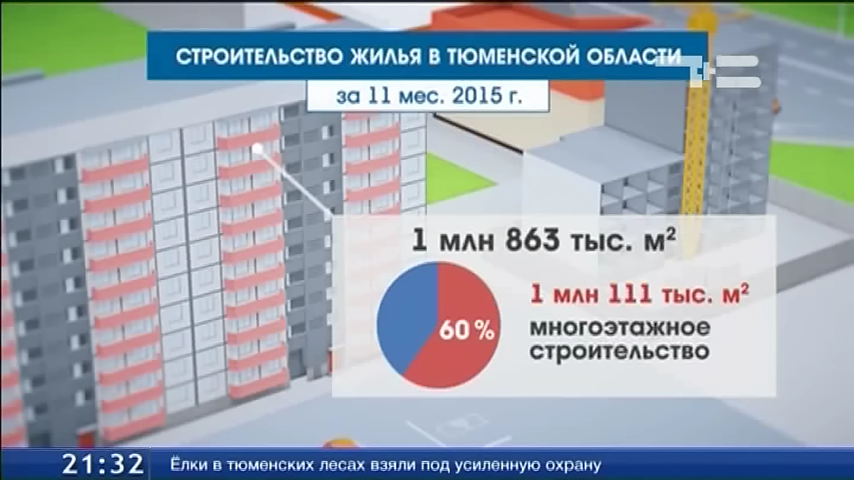 СТРОИТЕЛЬСТВО ЖИЛЬЯ В ТЮМЕНСКОЙ ОБЛАСТИ
за 11 мес. 2015 г.
1 млн 863 тыс. м²
60 %
1 млн 111 тыс. м²
многоэтажное
строительство
21:32 Ёлки в тюменских лесах взяли под усиленную охрану